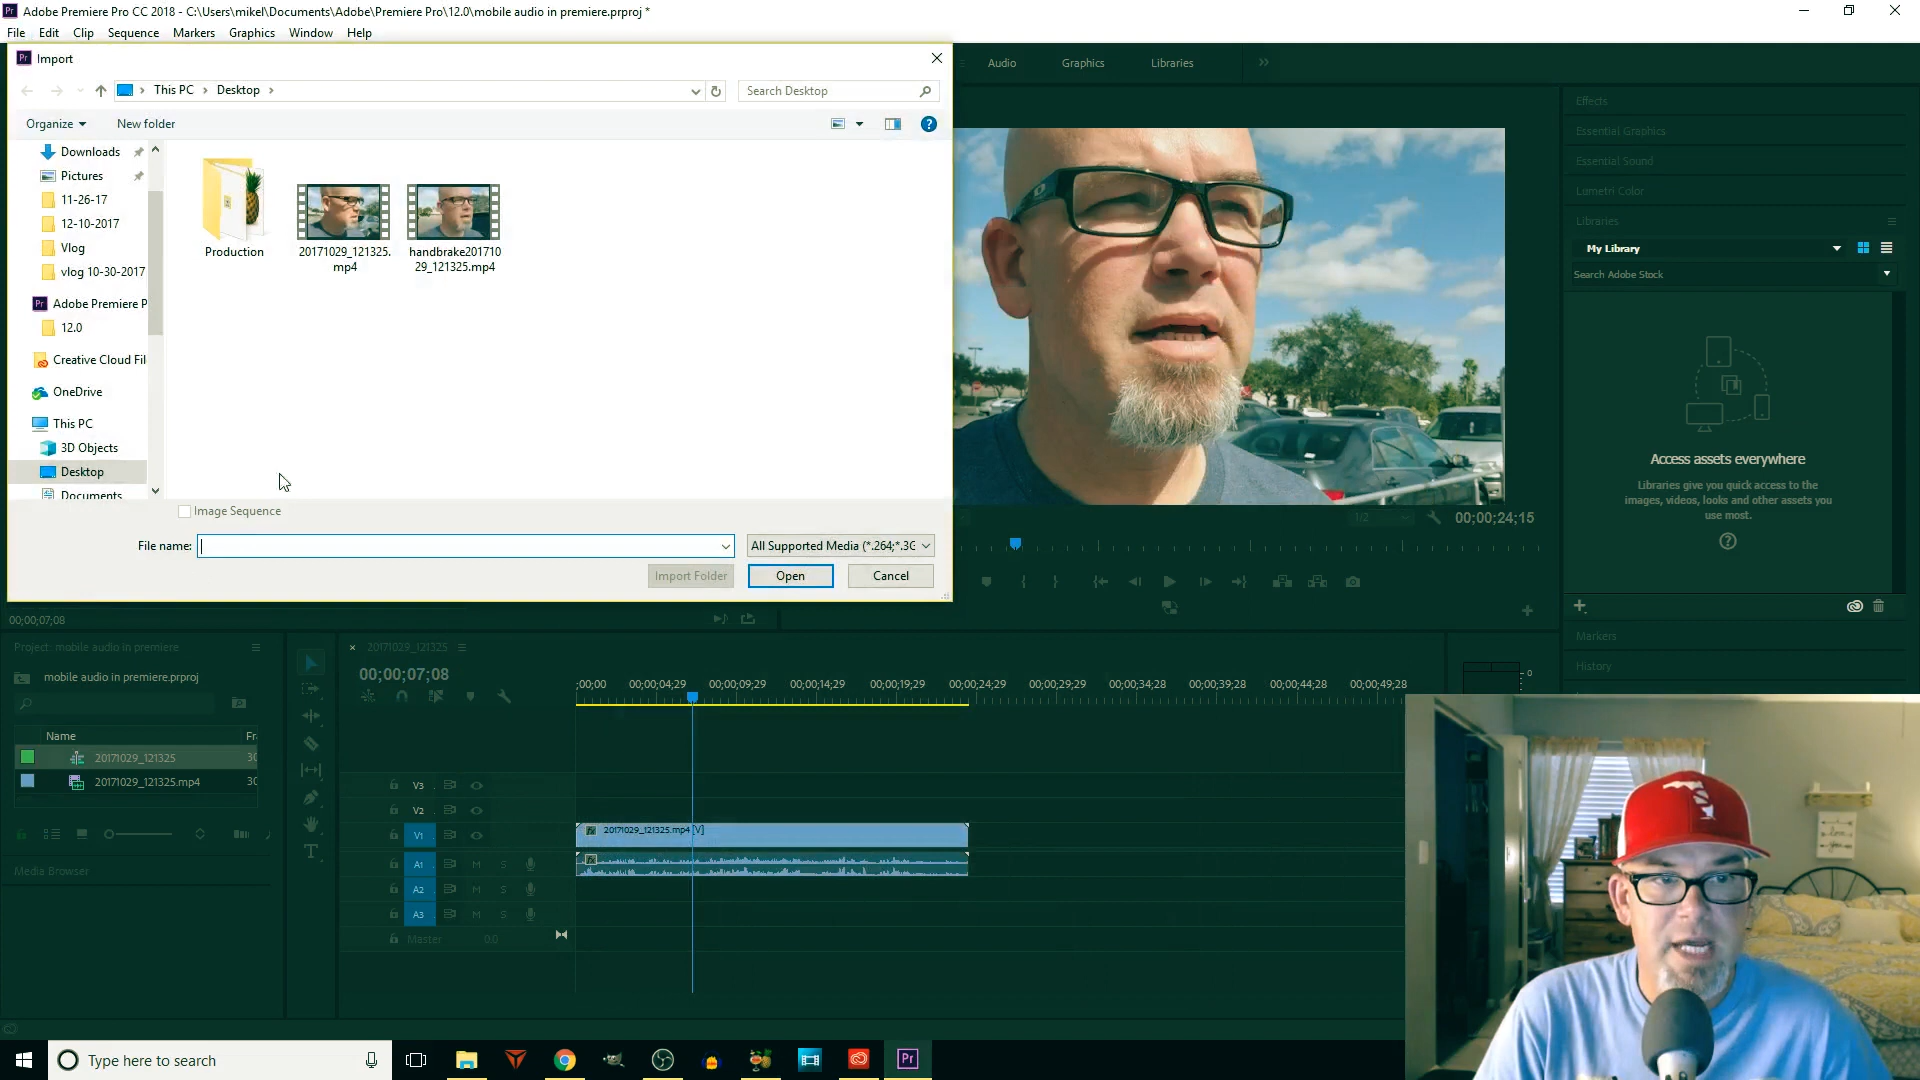 Adobe Premiere Pro CC 2018 - C:\Users\mikel\Documents\Adobe\Premiere Pro\12.0\mobile audio in premiere.prproj *
File Edit Clip Sequence Markers Graphics Window Help
Import
This PC Desktop
Search Desktop
Organize New folder
Audio Graphics Libraries
Downloads
Pictures
11-26-17
12-10-2017
Vlog
vlog 10-30-2017
Adobe Premiere P
12.0
Creative Cloud Fil
OneDrive
This PC
3D Objects
Desktop
Documents
Production
20171029_121325.
mp4
handbrake201710
29_121325.mp4
Image Sequence
File name:
All Supported Media (*.264;*.3G
Import Folder Open Cancel
Effects
Essential Graphics
Essential Sound
Lumetri Color
Libraries
My Library
Search Adobe Stock
Access assets everywhere
Libraries give you quick access to the
images, videos, looks and other assets you
use most.
1/2
00;00;24;15
Markers
History
00;00;07;08
Project: mobile audio in premiere
mobile audio in premiere.prproj
Name Fr
20171029_121325 30
20171029_121325.mp4 30
Media Browser
20171029_121325
00;00;07;08
;00;00 00;00;04;29 00;00;09;29 00;00;14;29 00;00;19;29 00;00;24;29 00;00;29;29 00;00;34;28 00;00;39;28 00;00;44;28 00;00;49;28
V3
V2
V1
20171029_121325.mp4 [V]
A1 M S
A2 M S
A3 M S
Master 0.0
0
Type here to search
Pr